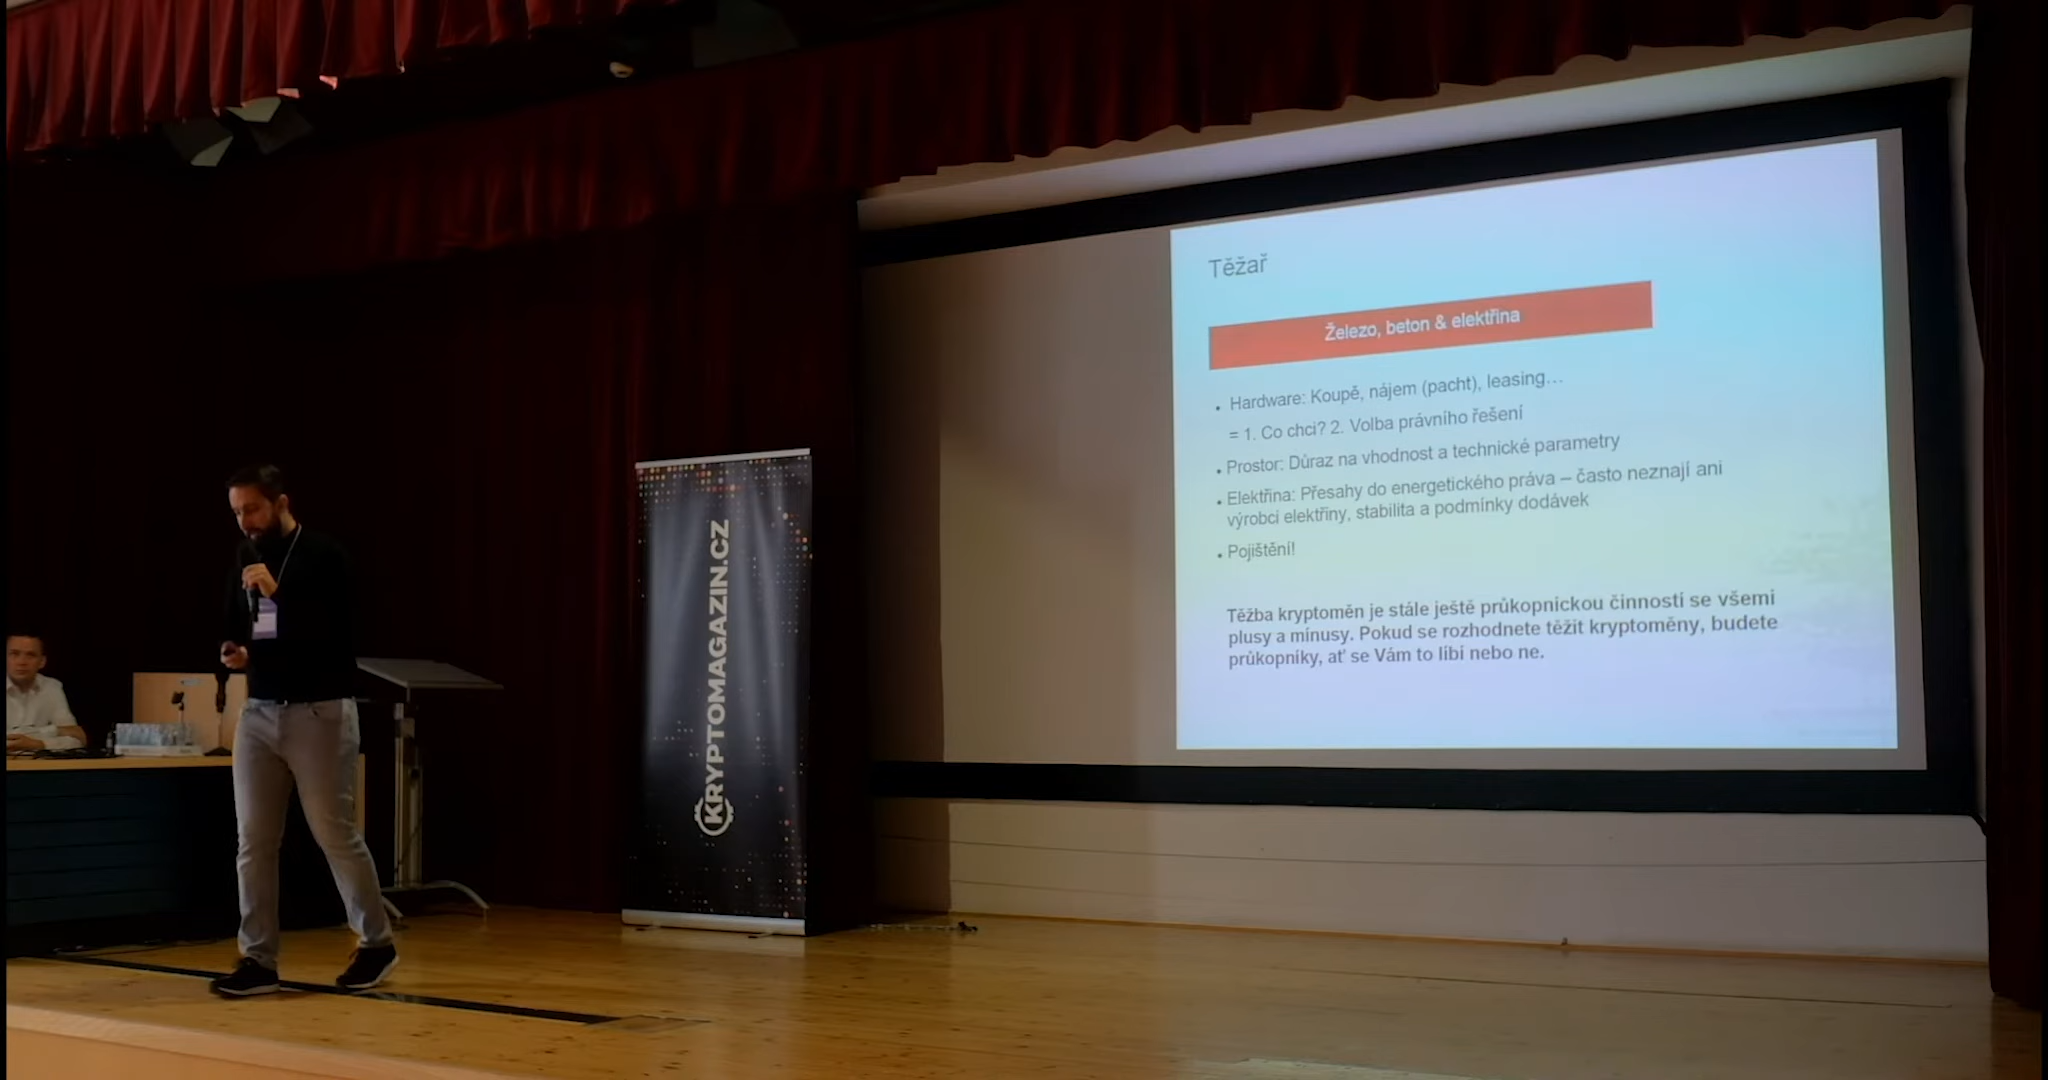 Těžař
Železo, beton & elektřina
• Hardware: Koupě, nájem (pacht), leasing…
= 1. Co chci? 2. Volba právního řešení
• Prostor: Důraz na vhodnost a technické parametry
• Elektřina: Přesahy do energetického práva – často neznají ani
výrobci elektřiny, stabilita a podmínky dodávek
• Pojištění!
Těžba kryptoměn je stále ještě průkopnickou činností se všemi
plusy a mínusy. Pokud se rozhodnete těžit kryptoměny, budete
průkopníky, ať se Vám to líbí nebo ne.
KRYPTOMAGAZIN.CZ